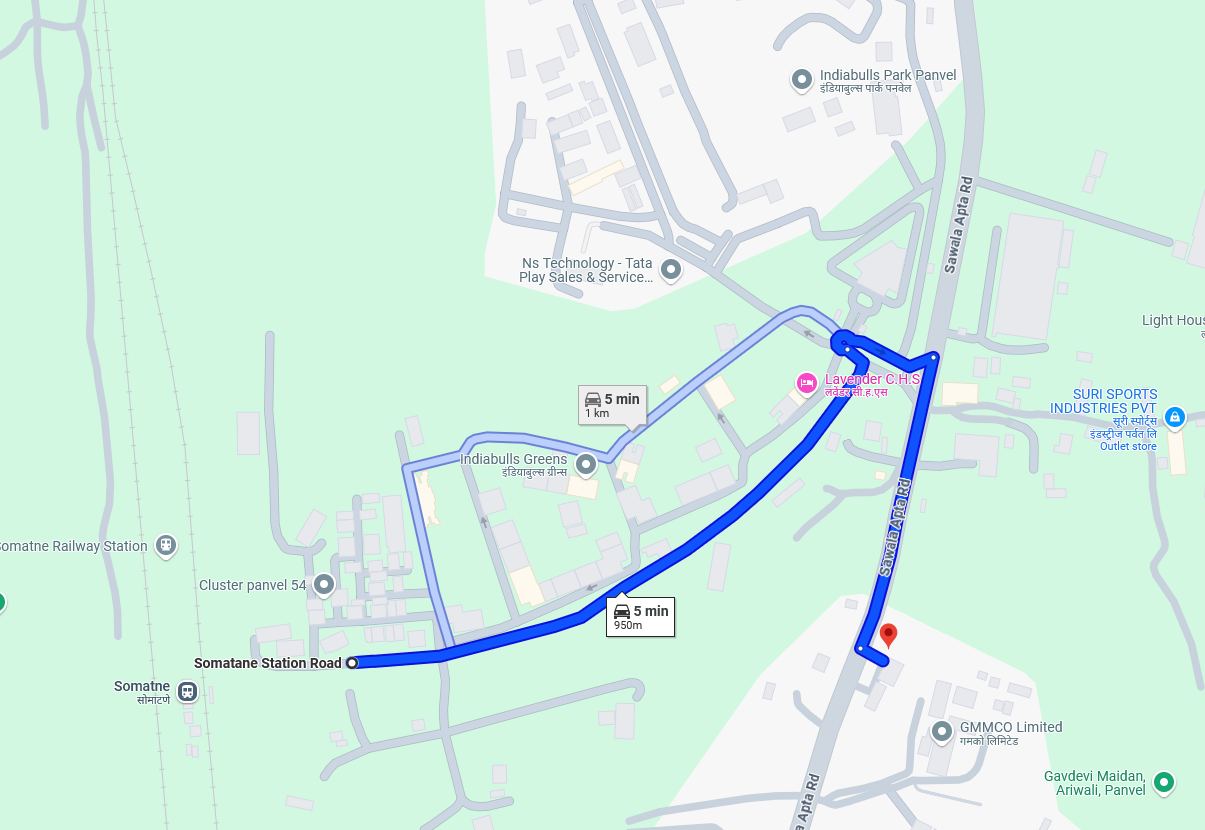 Indiabulls Park Panvel
इंडियाबुल्स पार्क पनवेल
Sawala Apta Rd
Ns Technology - Tata
Play Sales & Service...
Light Hous
Lavender C.H.S
लवेंडर सी.ह.एस
5 min
1 km
SURI SPORTS
INDUSTRIES PVT
सूरी स्पोर्ट्स
इंडस्ट्रीज पर्वत लि
Outlet store
Indiabulls Greens
इंडियाबुल्स ग्रीन्स
Sawala Apta Rd
Somatne Railway Station
Cluster panvel 54
5 min
950m
Somatane Station Road
Somatne
सोमाटणे
GMMCO Limited
गमको लिमिटेड
Gavdevi Maidan,
Ariwali, Panvel
a Apta Rd